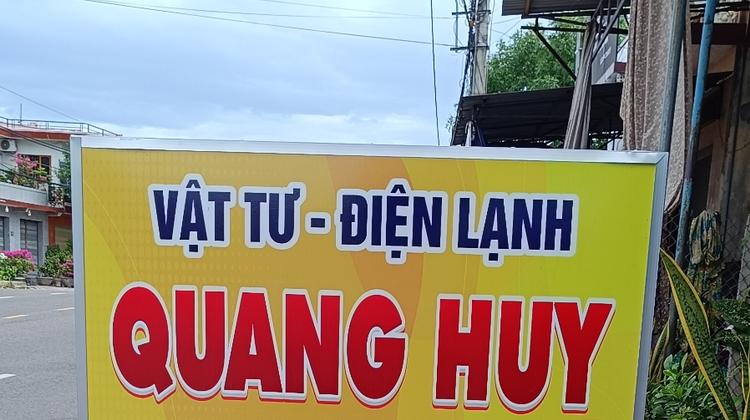 VẬT TƯ - ĐIỆN LẠNH
QUANG HUY